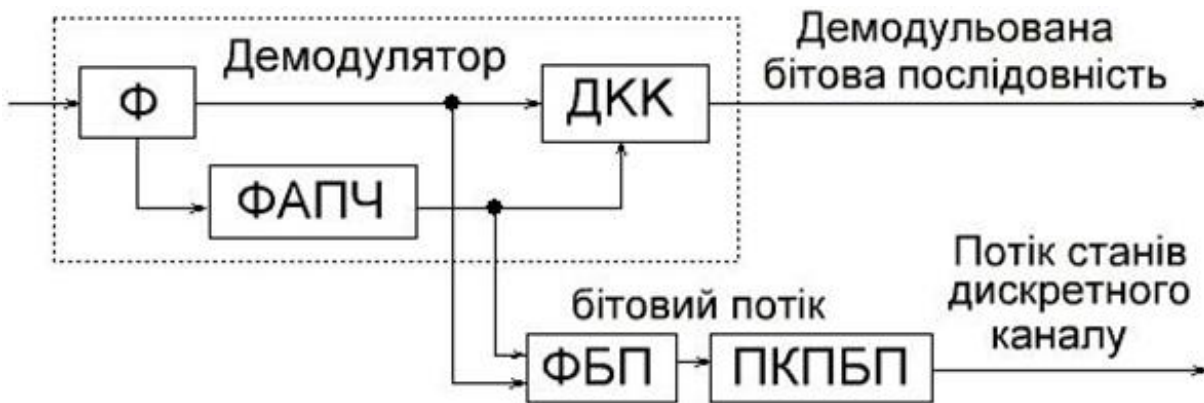 Демодулятор
Демодульована
бітова послідовність
Ф
ДКК
ФАПЧ
бітовий потік
Потік станів
дискретного
каналу
ФБП
ПКПБП